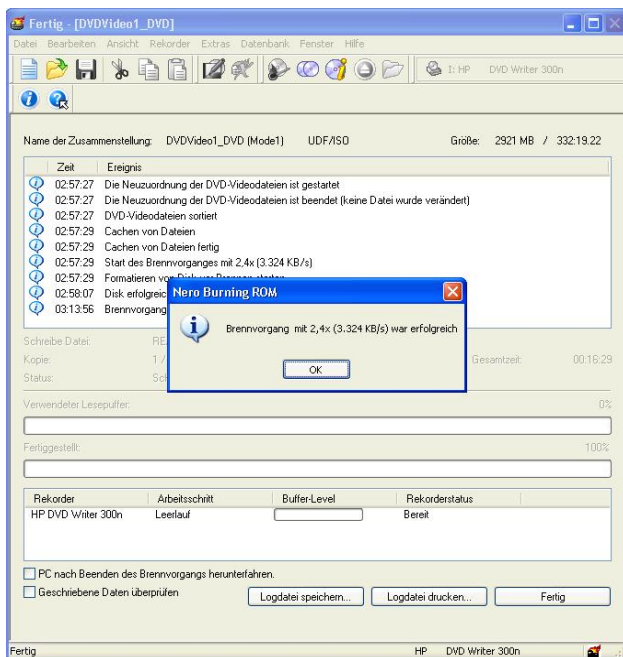 Fertig - [DVDVideo1_DVD]
Datei Bearbeiten Ansicht Rekorder Extras Datenbank Fenster Hilfe
I: HP DVD Writer 300n
Name der Zusammenstellung: DVDVideo1_DVD (Mode1) UDF/ISO Größe: 2921 MB / 332:19.22
Zeit Ereignis
02:57:27 Die Neuzuordnung der DVD-Videodateien ist gestartet
02:57:27 Die Neuzuordnung der DVD-Videodateien ist beendet (keine Datei wurde verändert)
02:57:27 DVD-Videodateien sortiert
02:57:29 Cachen von Dateien
02:57:29 Cachen von Dateien fertig
02:57:29 Start des Brennvorganges mit 2,4x (3.324 KB/s)
02:57:29 Formatieren von Disk vor Brennen starten
02:58:07 Disk erfolgreic
03:13:56 Brennvorgang
Nero Burning ROM
Brennvorgang mit 2,4x (3.324 KB/s) war erfolgreich
OK
Schreibe Datei:
Kopie: 1 / Gesamtzeit: 00:16:29
Status:
Verwendeter Lesepuffer: 0%
Fertiggestellt: 100%
Rekorder Arbeitsschritt Buffer-Level Rekorderstatus
HP DVD Writer 300n Leerlauf Bereit
PC nach Beenden des Brennvorgangs herunterfahren.
Geschriebene Daten überprüfen
Logdatei speichern... Logdatei drucken... Fertig
Fertig HP DVD Writer 300n